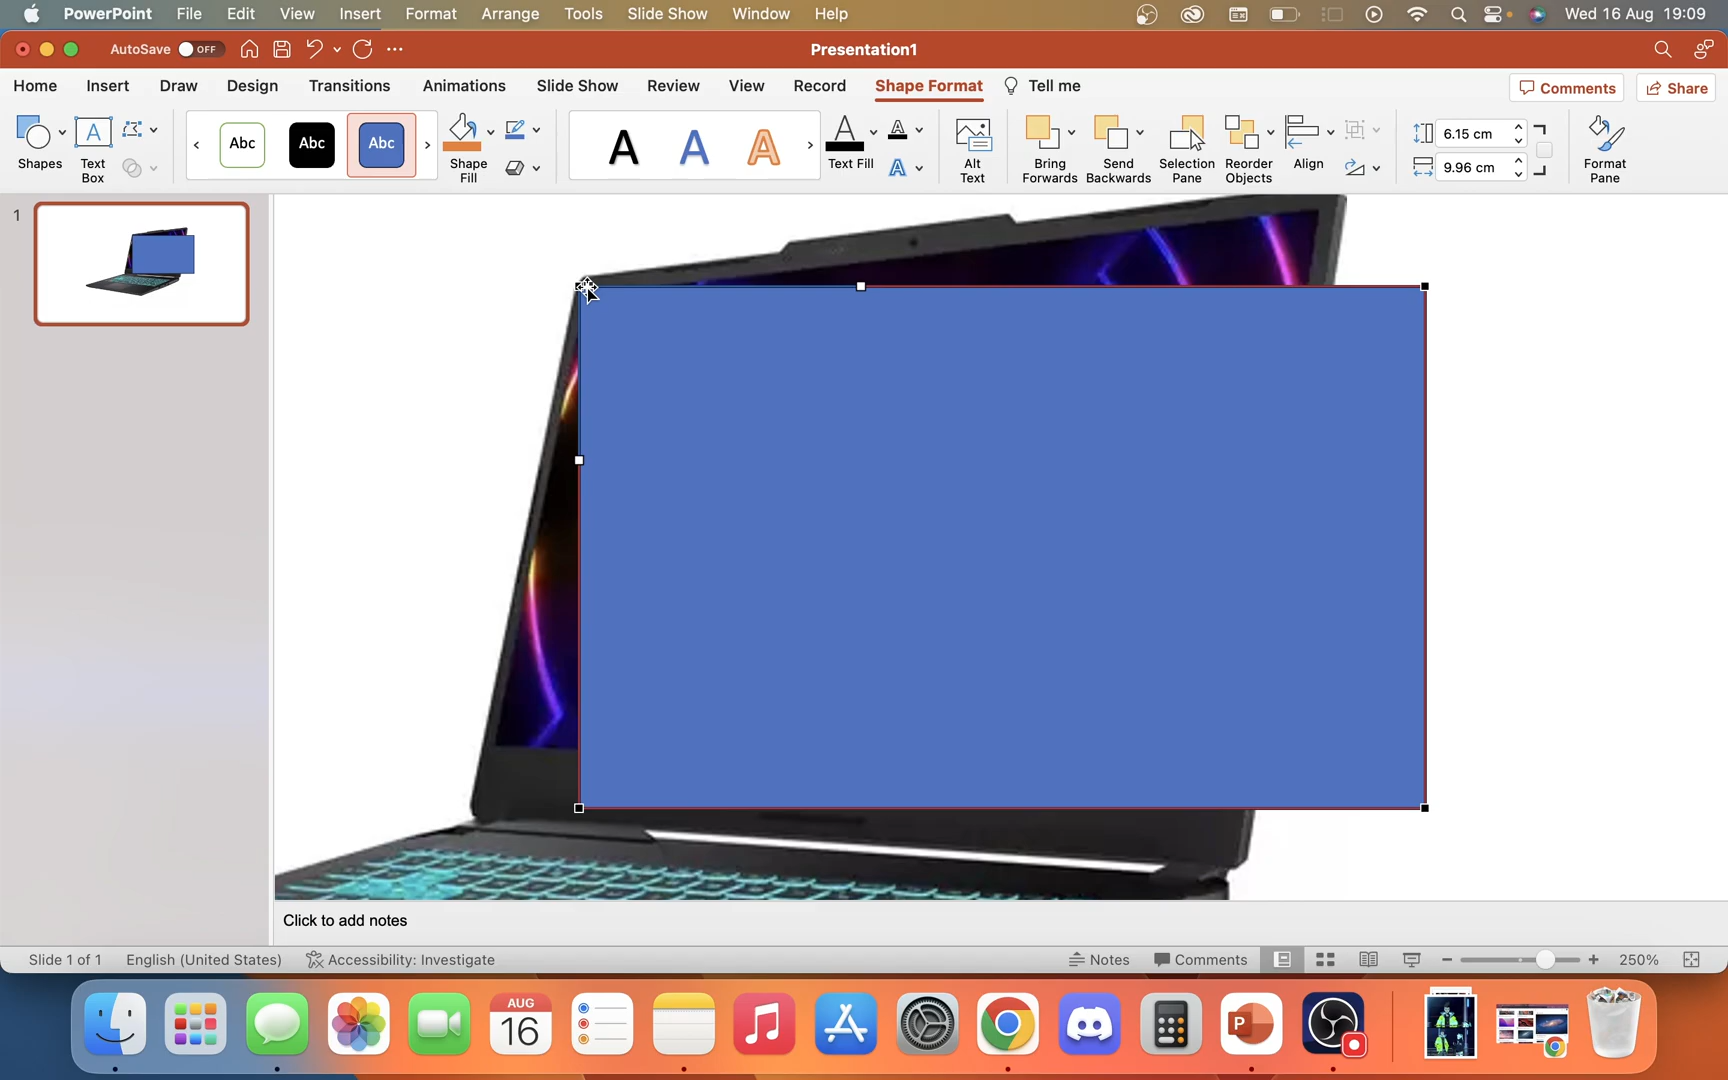 PowerPoint File Edit View Insert Format Arrange Tools Slide Show Window Help Wed 16 Aug 19:09
AutoSave OFF Presentation1
Home Insert Draw Design Transitions Animations Slide Show Review View Record Shape Format Tell me Comments Share
Abc Abc Abc A A A A
Shapes Text Box Shape Fill Text Fill Alt Text Bring Forwards Send Backwards Selection Pane Reorder Objects Align 6.15 cm 9.96 cm Format Pane
1
Click to add notes
Slide 1 of 1 English (United States) Accessibility: Investigate Notes Comments 250%
AUG
16